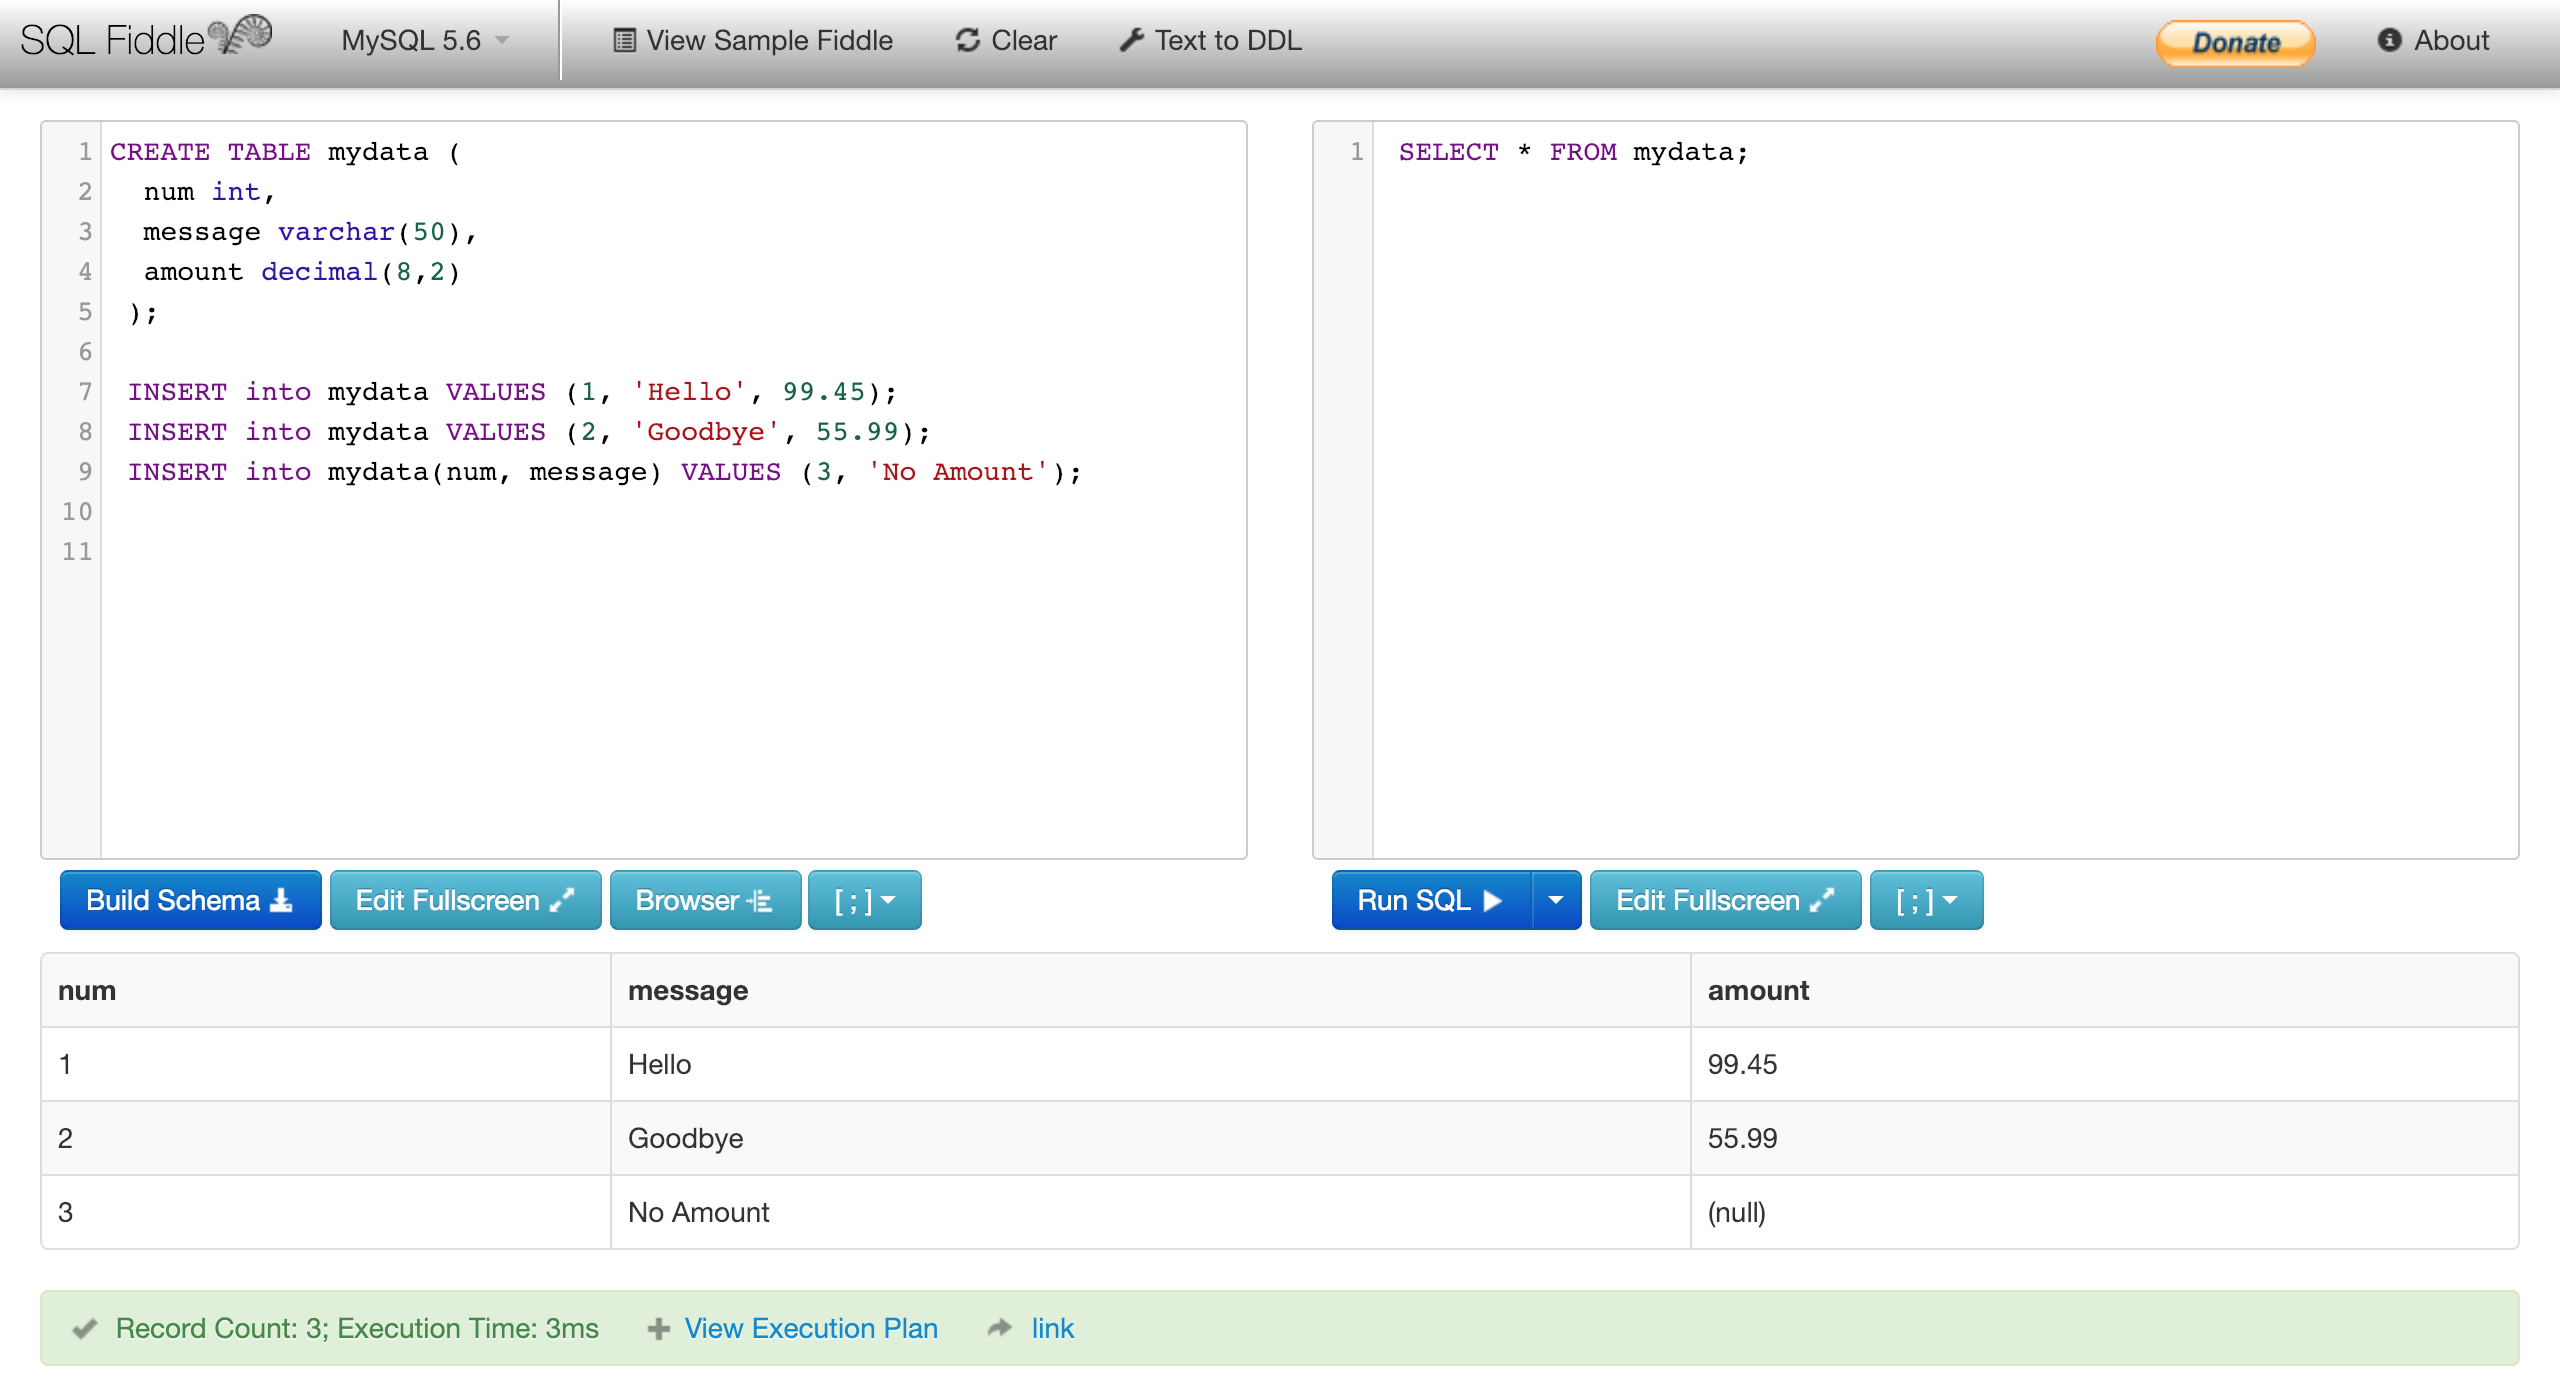 SQL Fiddle MySQL 5.6 View Sample Fiddle Clear Text to DDL Donate About
1 CREATE TABLE mydata (
2 num int,
3 message varchar(50),
4 amount decimal(8,2)
5 );
6
7 INSERT into mydata VALUES (1, 'Hello', 99.45);
8 INSERT into mydata VALUES (2, 'Goodbye', 55.99);
9 INSERT into mydata(num, message) VALUES (3, 'No Amount');
10
11
1 SELECT * FROM mydata;
Build Schema Edit Fullscreen Browser [ ; ]
Run SQL Edit Fullscreen [ ; ]
num message amount
1 Hello 99.45
2 Goodbye 55.99
3 No Amount (null)
Record Count: 3; Execution Time: 3ms View Execution Plan link